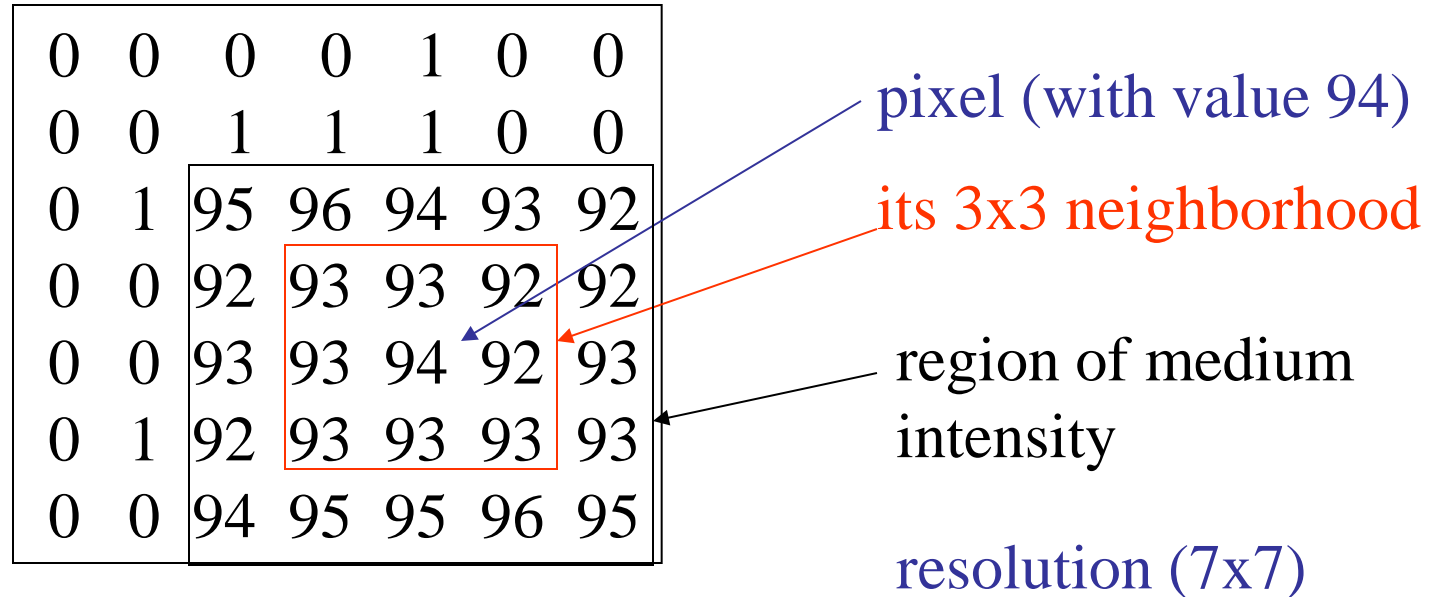 0 0 0 0 1 0 0
0 0 1 1 1 0 0
0 1 95 96 94 93 92
0 0 92 93 93 92 92
0 0 93 93 94 92 93
0 1 92 93 93 93 93
0 0 94 95 95 96 95
pixel (with value 94)
its 3x3 neighborhood
region of medium
intensity
resolution (7x7)